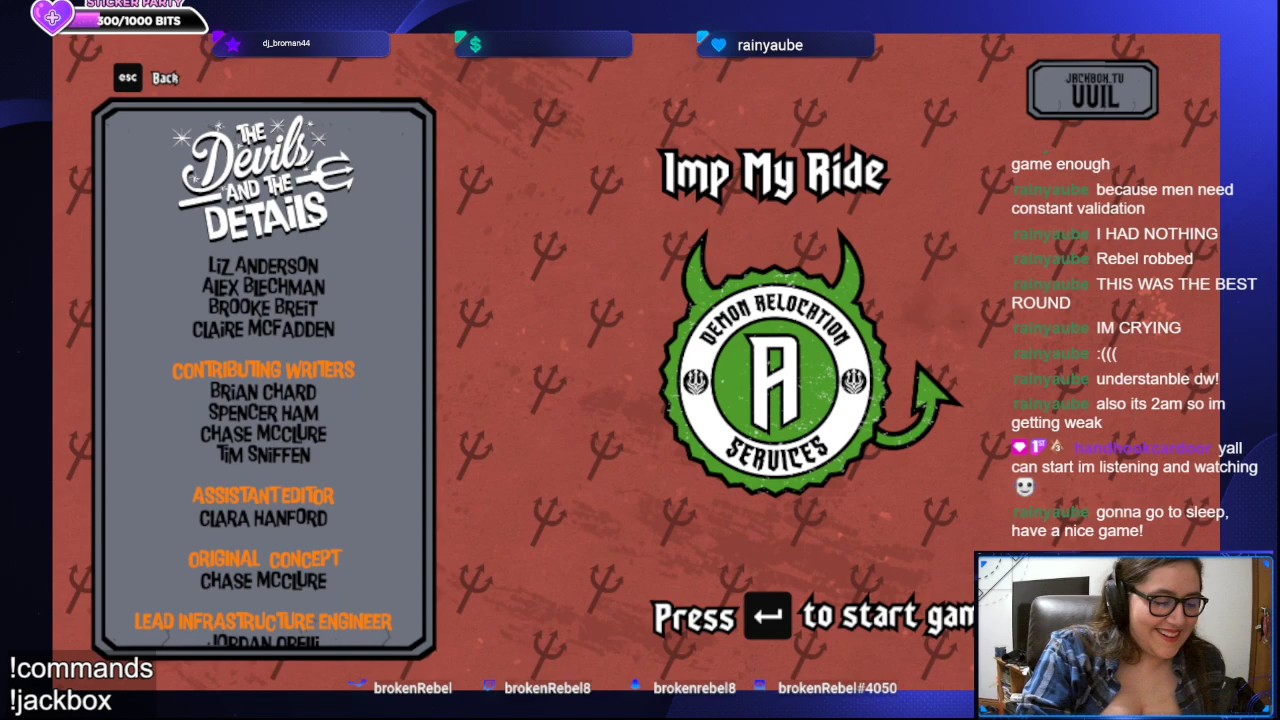 STICKER PARTY
300/1000 BITS
dj_broman44
rainyaube
esc Back
THE
Devils
AND THE
DETAILS
LIZ ANDERSON
ALEX BLECHMAN
BROOKE BREIT
CLAIRE MCFADDEN
CONTRIBUTING WRITERS
BRIAN CHARD
SPENCER HAM
CHASE MCCLURE
TIM SNIFFEN
ASSISTANT EDITOR
CLARA HANFORD
ORIGINAL CONCEPT
CHASE MCCLURE
LEAD INFRASTRUCTURE ENGINEER
JORDAN ORELLI
Imp My Ride
DEMON RELOCATION
A
SERVICES
Press ↵ to start gam
JACKBOX.TV
UUIL
game enough
rainyaube because men need
constant validation
rainyaube I HAD NOTHING
rainyaube Rebel robbed
rainyaube THIS WAS THE BEST
ROUND
rainyaube IM CRYING
rainyaube :(((
rainyaube understanble dw!
rainyaube also its 2am so im
getting weak
1st handhookcardoor yall
can start im listening and watching
rainyaube gonna go to sleep,
have a nice game!
!commands
!jackbox
brokenRebel brokenRebel8 brokenrebel8 brokenRebel#4050